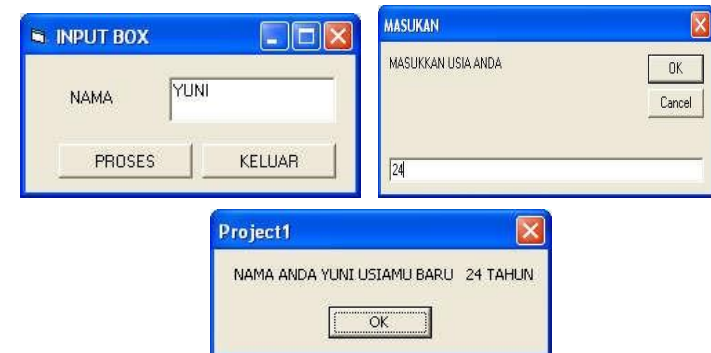 INPUT BOX
NAMA
YUNI
PROSES
KELUAR
MASUKAN
MASUKKAN USIA ANDA
OK
Cancel
24
Project1
NAMA ANDA YUNI USIAMU BARU 24 TAHUN
OK